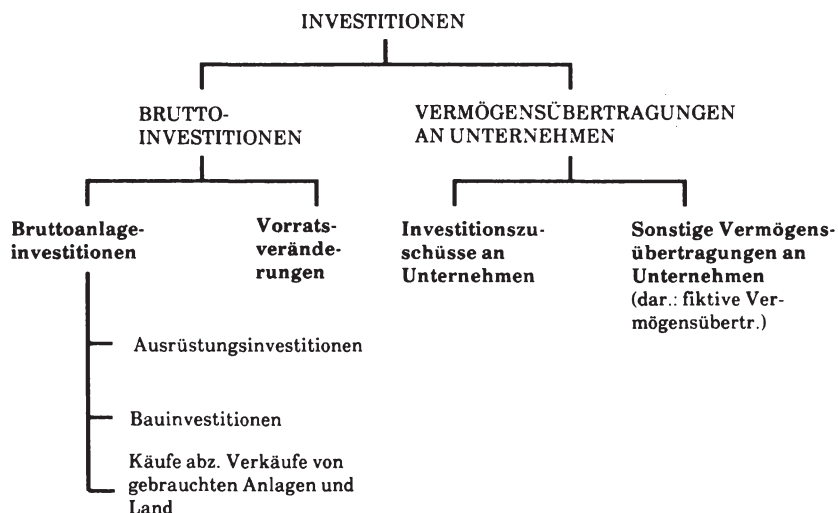 INVESTITIONEN
BRUTTO-
INVESTITIONEN
VERMÖGENSÜBERTRAGUNGEN
AN UNTERNEHMEN
Bruttoanlage-
investitionen
Vorrats-
verände-
rungen
Investitionszu-
schüsse an
Unternehmen
Sonstige Vermögens-
übertragungen an
Unternehmen
(dar.: fiktive Ver-
mögensübertr.)
Ausrüstungsinvestitionen
Bauinvestitionen
Käufe abz. Verkäufe von
gebrauchten Anlagen und
Land